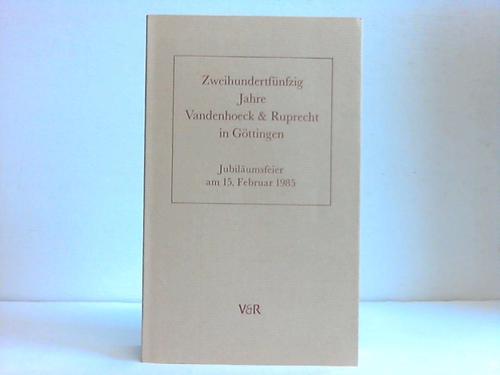 Zweihundertfünfzig
Jahre
Vandenhoeck & Ruprecht
in Göttingen
Jubiläumsfeier
am 15. Februar 1985
V&R